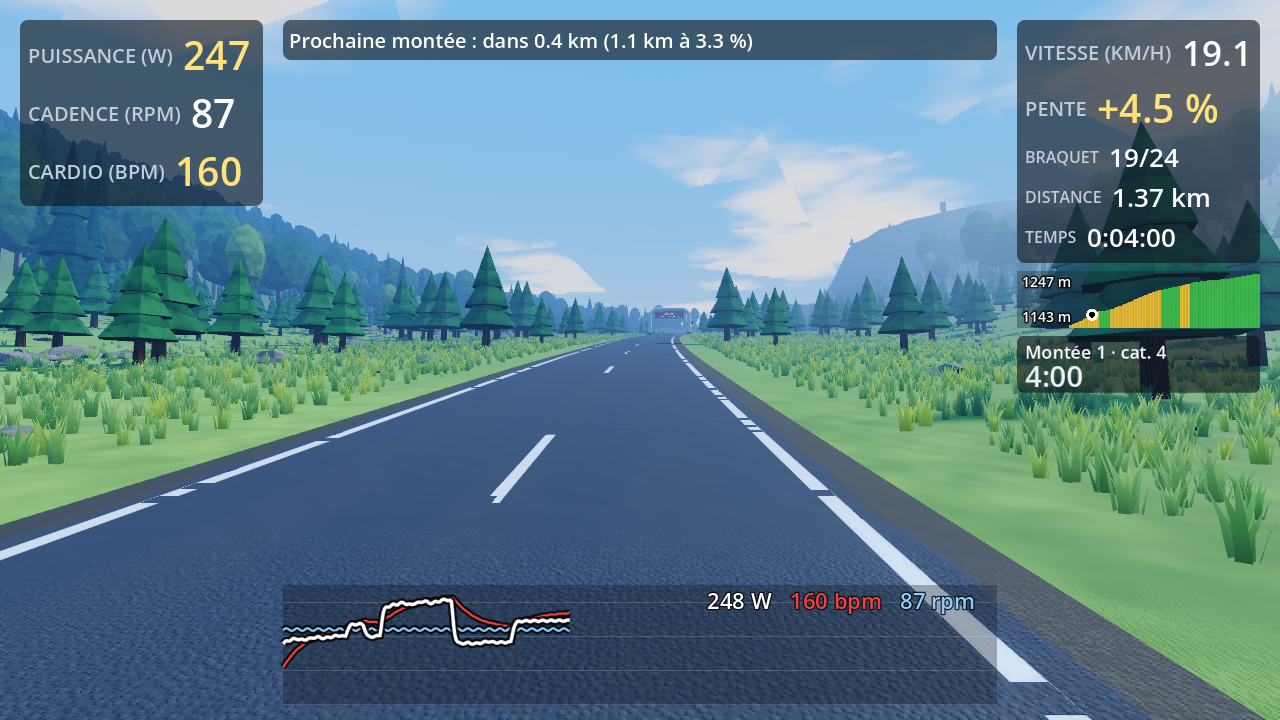 PUISSANCE (W) 247
CADENCE (RPM) 87
CARDIO (BPM) 160
Prochaine montée : dans 0.4 km (1.1 km à 3.3 %)
VITESSE (KM/H) 19.1
PENTE +4.5 %
BRAQUET 19/24
DISTANCE 1.37 km
TEMPS 0:04:00
1247 m
1143 m
Montée 1 · cat. 4
4:00
248 W 160 bpm 87 rpm